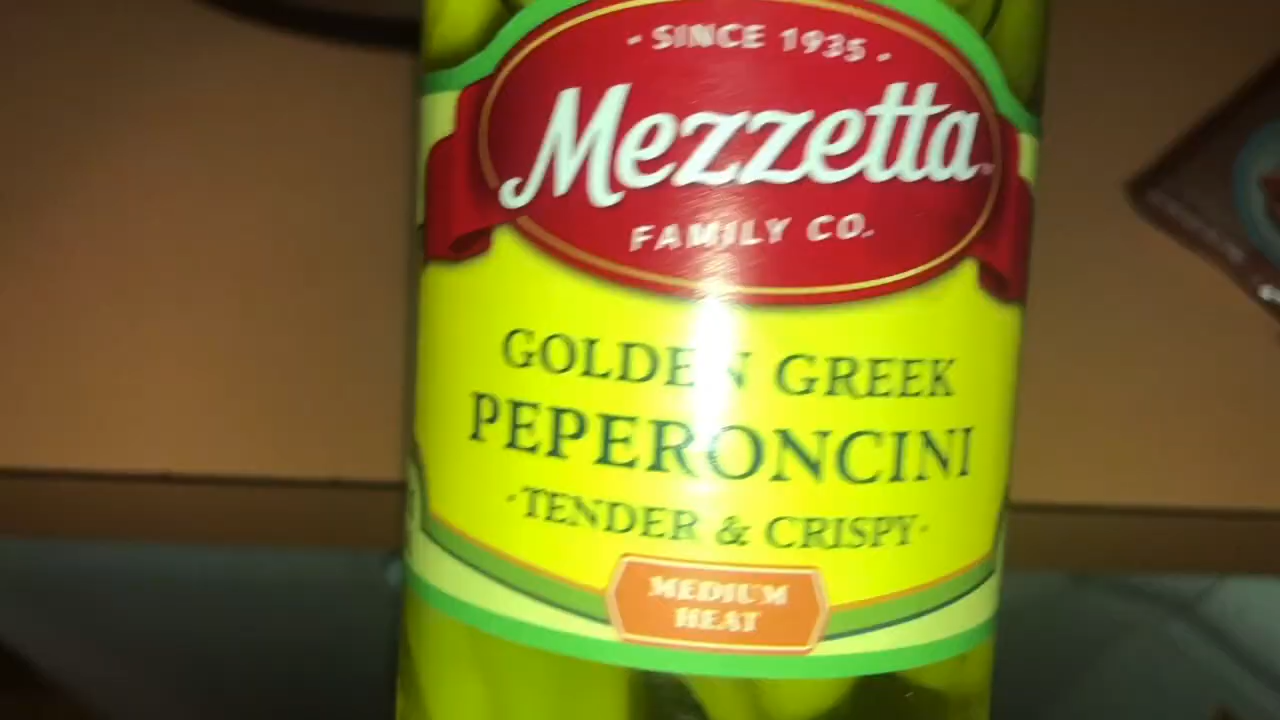 - SINCE 1935 -
Mezzetta
FAMILY CO.
GOLDEN GREEK
PEPERONCINI
·TENDER & CRISPY·
MEDIUM
HEAT